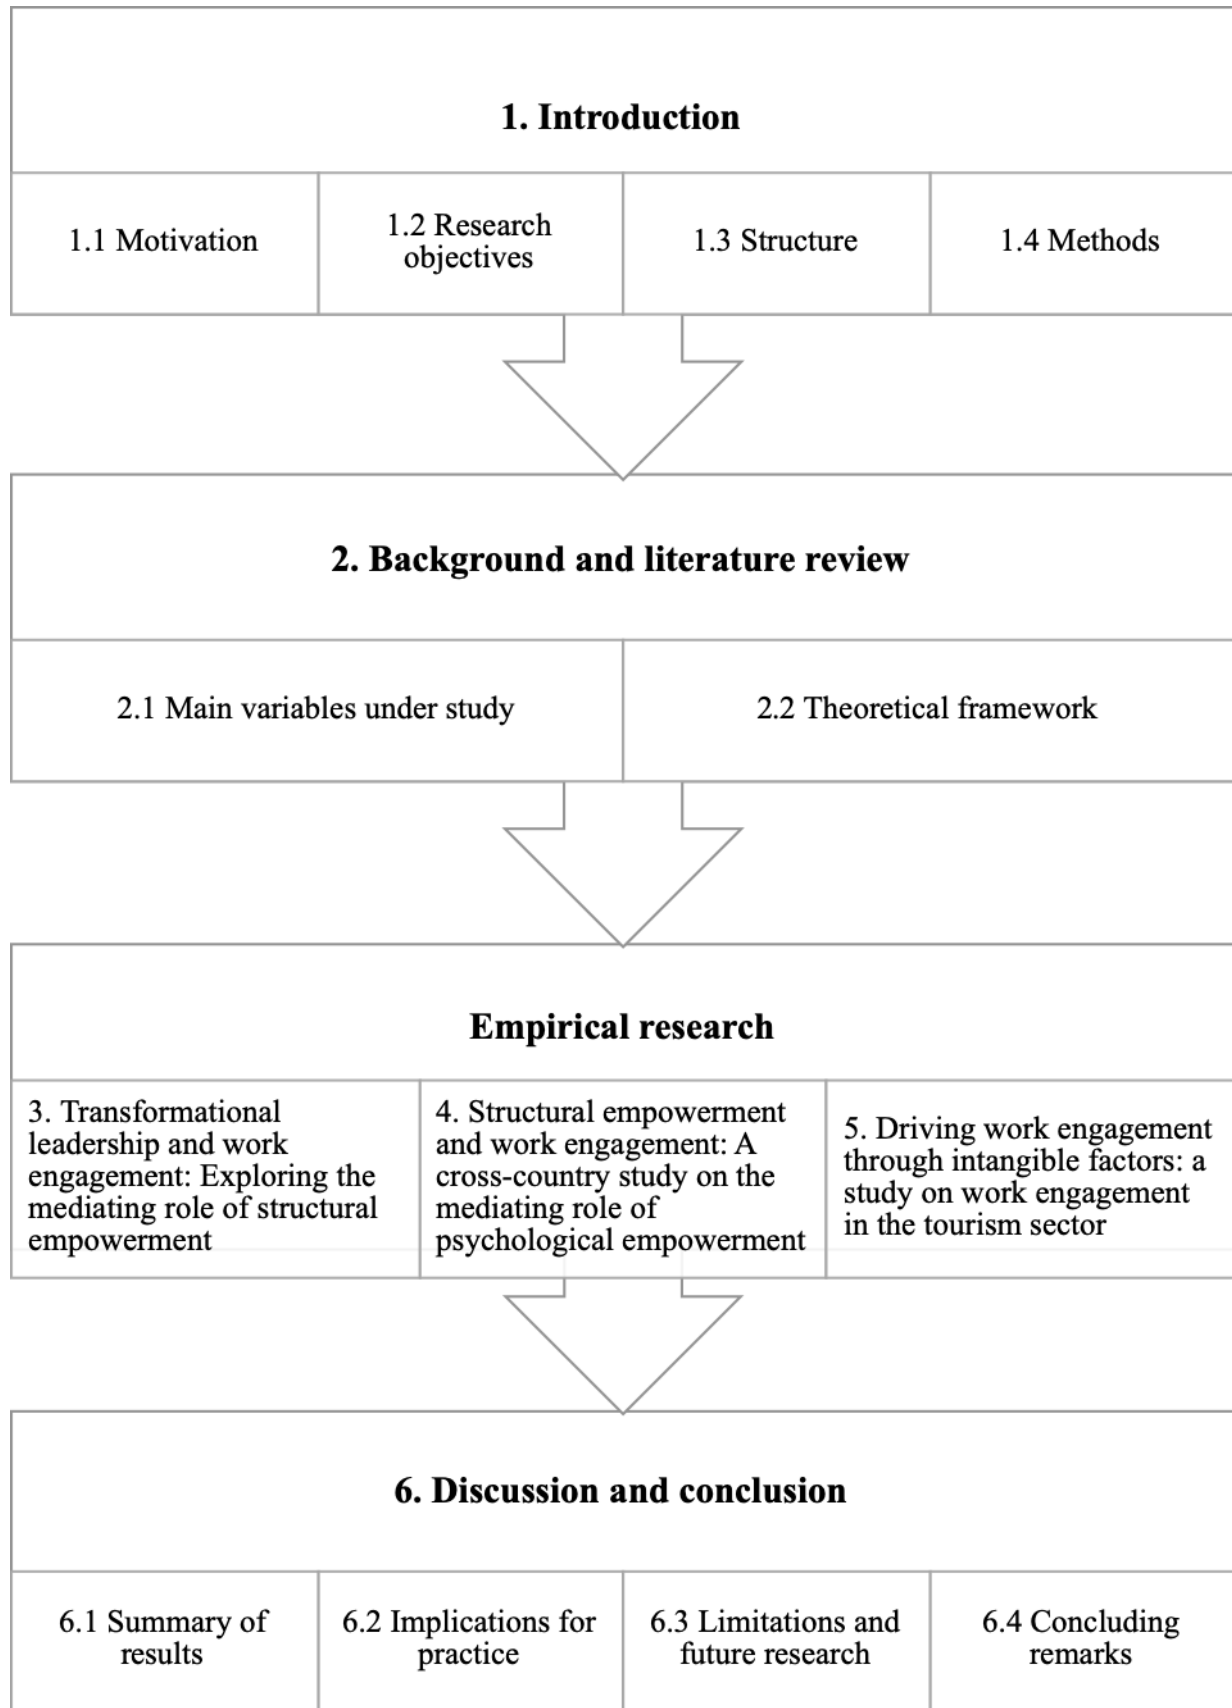 1. Introduction
1.1 Motivation
1.2 Research
objectives
1.3 Structure
1.4 Methods
2. Background and literature review
2.1 Main variables under study
2.2 Theoretical framework
Empirical research
3. Transformational
leadership and work
engagement: Exploring the
mediating role of structural
empowerment
4. Structural empowerment
and work engagement: A
cross-country study on the
mediating role of
psychological empowerment
5. Driving work engagement
through intangible factors: a
study on work engagement
in the tourism sector
6. Discussion and conclusion
6.1 Summary of
results
6.2 Implications for
practice
6.3 Limitations and
future research
6.4 Concluding
remarks